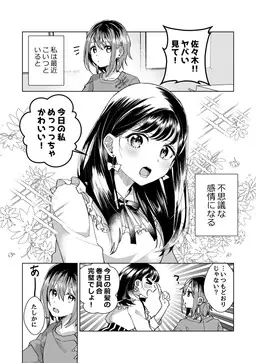 佐々木!!
ヤバい
見て!
私は最近
こいつと
いると
今日の私
めっっっちゃ
かわいい!
不思議な
感情になる
…いつもどおり
じゃない?
今日の前髪の
巻き具合
完璧でしょ!
あー
たしかに